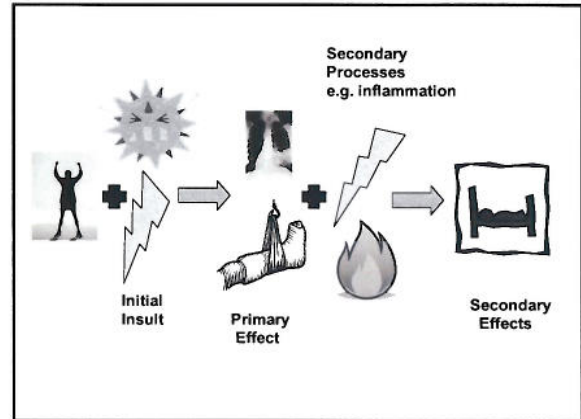 Secondary
Processes
e.g. inflammation
Initial
Insult
Primary
Effect
Secondary
Effects